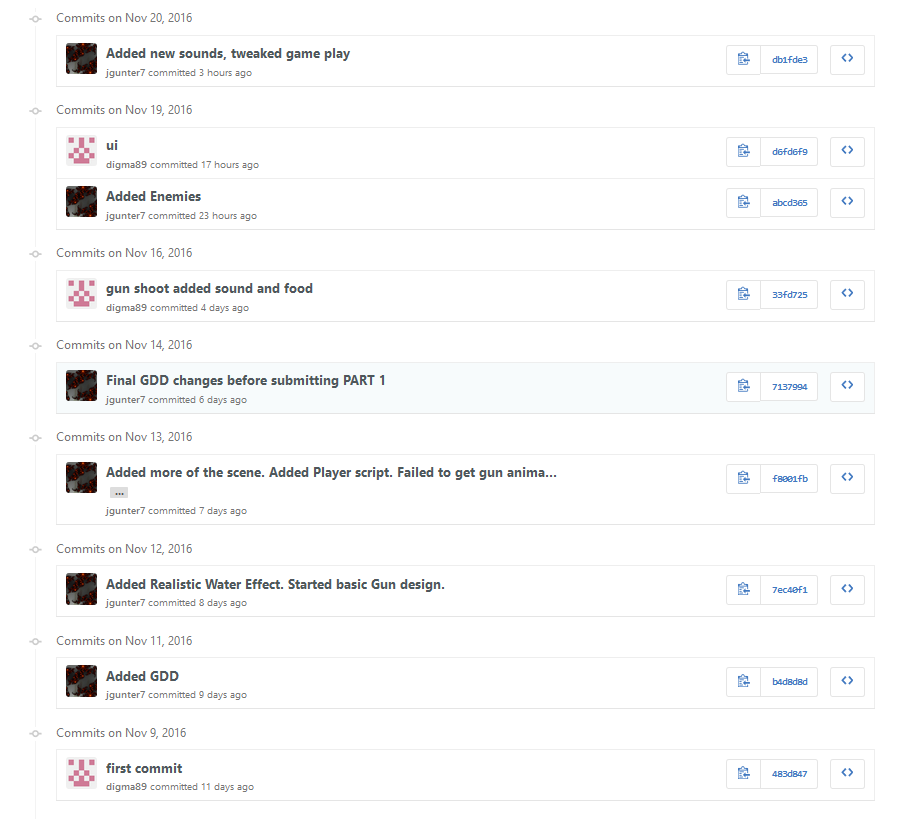 Commits on Nov 20, 2016
Added new sounds, tweaked game play
jgunter7 committed 3 hours ago
db1fde3
Commits on Nov 19, 2016
ui
digma89 committed 17 hours ago
d6fd6f9
Added Enemies
jgunter7 committed 23 hours ago
abcd365
Commits on Nov 16, 2016
gun shoot added sound and food
digma89 committed 4 days ago
33fd725
Commits on Nov 14, 2016
Final GDD changes before submitting PART 1
jgunter7 committed 6 days ago
7137994
Commits on Nov 13, 2016
Added more of the scene. Added Player script. Failed to get gun anima...
...
jgunter7 committed 7 days ago
f8001fb
Commits on Nov 12, 2016
Added Realistic Water Effect. Started basic Gun design.
jgunter7 committed 8 days ago
7ec40f1
Commits on Nov 11, 2016
Added GDD
jgunter7 committed 9 days ago
b4d8d8d
Commits on Nov 9, 2016
first commit
digma89 committed 11 days ago
483d847